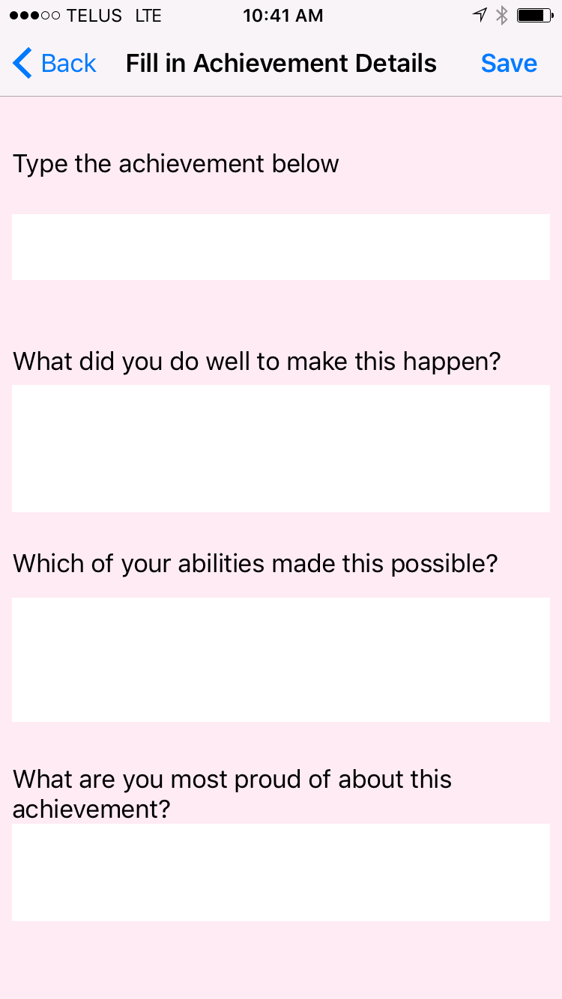 TELUS LTE 10:41 AM
Back Fill in Achievement Details Save
Type the achievement below
What did you do well to make this happen?
Which of your abilities made this possible?
What are you most proud of about this
achievement?